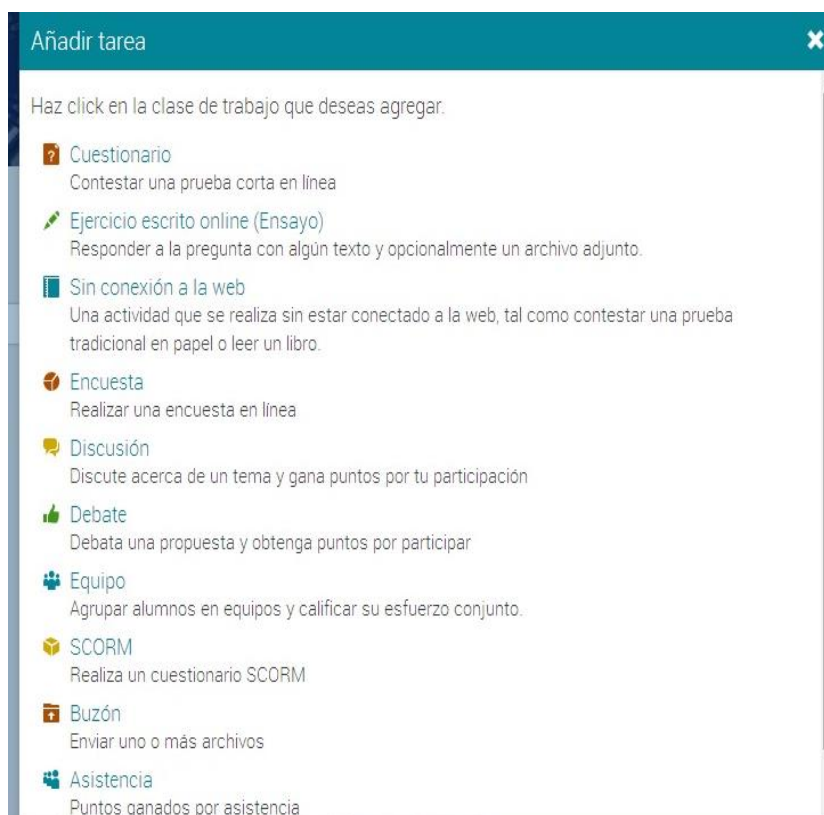 Añadir tarea
Haz click en la clase de trabajo que deseas agregar.
Cuestionario
Contestar una prueba corta en línea
Ejercicio escrito online (Ensayo)
Responder a la pregunta con algún texto y opcionalmente un archivo adjunto.
Sin conexión a la web
Una actividad que se realiza sin estar conectado a la web, tal como contestar una prueba
tradicional en papel o leer un libro.
Encuesta
Realizar una encuesta en línea
Discusión
Discute acerca de un tema y gana puntos por tu participación
Debate
Debata una propuesta y obtenga puntos por participar
Equipo
Agrupar alumnos en equipos y calificar su esfuerzo conjunto.
SCORM
Realiza un cuestionario SCORM
Buzón
Enviar uno o más archivos
Asistencia
Puntos ganados por asistencia